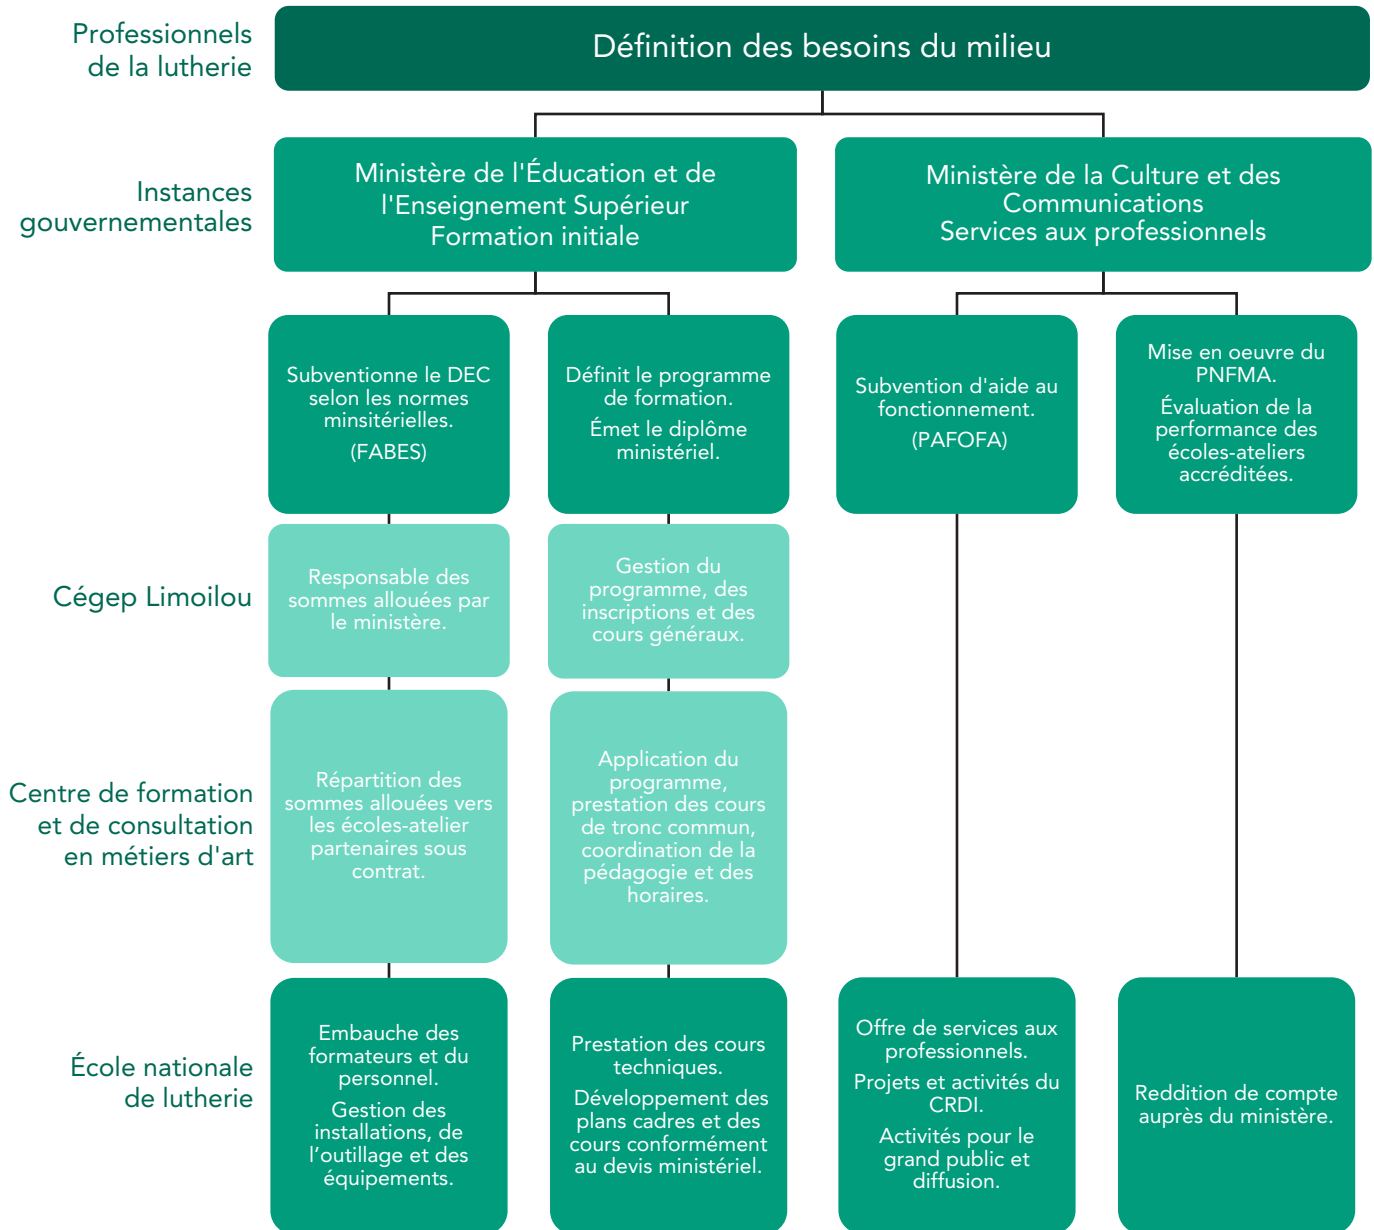 Professionnels
de la lutherie
Définition des besoins du milieu
Instances
gouvernementales
Ministère de l'Éducation et de
l'Enseignement Supérieur
Formation initiale
Ministère de la Culture et des
Communications
Services aux professionnels
Subventionne le DEC
selon les normes
minsitérielles.
(FABES)
Définit le programme
de formation.
Émet le diplôme
ministériel.
Subvention d'aide au
fonctionnement.
(PAFOFA)
Mise en oeuvre du
PNFMA.
Évaluation de la
performance des
écoles-ateliers
accréditées.
Cégep Limoilou
Responsable des
sommes allouées par
le ministère.
Gestion du
programme, des
inscriptions et des
cours généraux.
Centre de formation
et de consultation
en métiers d'art
Répartition des
sommes allouées vers
les écoles-atelier
partenaires sous
contrat.
Application du
programme,
prestation des cours
de tronc commun,
coordination de la
pédagogie et des
horaires.
École nationale
de lutherie
Embauche des
formateurs et du
personnel.
Gestion des
installations, de
l’outillage et des
équipements.
Prestation des cours
techniques.
Développement des
plans cadres et des
cours conformément
au devis ministériel.
Offre de services aux
professionnels.
Projets et activités du
CRDI.
Activités pour le
grand public et
diffusion.
Reddition de compte
auprès du ministère.